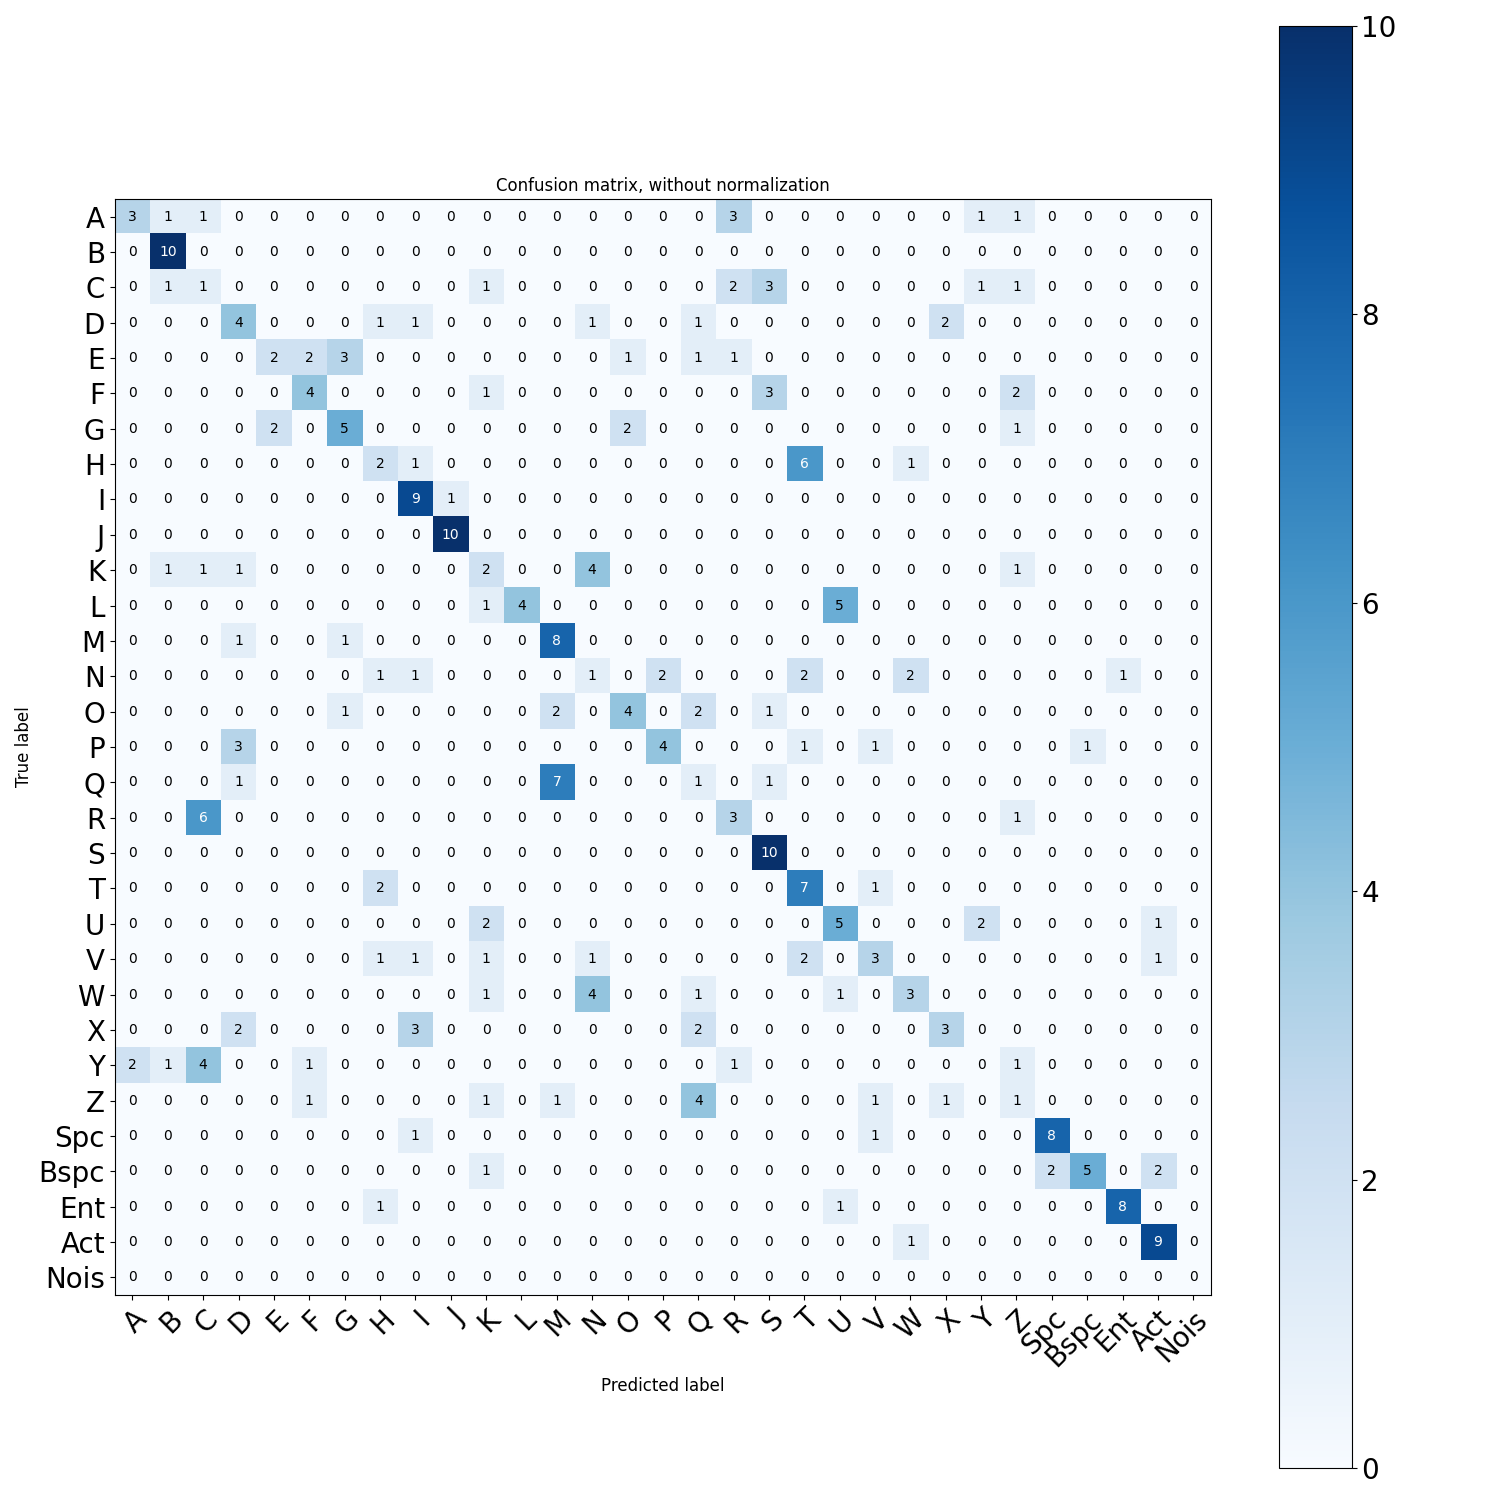 Confusion matrix, without normalization
True label
A 3 1 1 0 0 0 0 0 0 0 0 0 0 0 0 0 0 3 0 0 0 0 0 0 1 1 0 0 0 0 0
B 0 10 0 0 0 0 0 0 0 0 0 0 0 0 0 0 0 0 0 0 0 0 0 0 0 0 0 0 0 0 0
C 0 1 1 0 0 0 0 0 0 0 1 0 0 0 0 0 0 2 3 0 0 0 0 0 1 1 0 0 0 0 0
D 0 0 0 4 0 0 0 1 1 0 0 0 0 1 0 0 1 0 0 0 0 0 0 2 0 0 0 0 0 0 0
E 0 0 0 0 2 2 3 0 0 0 0 0 0 0 1 0 1 1 0 0 0 0 0 0 0 0 0 0 0 0 0
F 0 0 0 0 0 4 0 0 0 0 1 0 0 0 0 0 0 0 3 0 0 0 0 0 0 2 0 0 0 0 0
G 0 0 0 0 2 0 5 0 0 0 0 0 0 0 2 0 0 0 0 0 0 0 0 0 0 1 0 0 0 0 0
H 0 0 0 0 0 0 0 2 1 0 0 0 0 0 0 0 0 0 0 6 0 0 1 0 0 0 0 0 0 0 0
I 0 0 0 0 0 0 0 0 9 1 0 0 0 0 0 0 0 0 0 0 0 0 0 0 0 0 0 0 0 0 0
J 0 0 0 0 0 0 0 0 0 10 0 0 0 0 0 0 0 0 0 0 0 0 0 0 0 0 0 0 0 0 0
K 0 1 1 1 0 0 0 0 0 0 2 0 0 4 0 0 0 0 0 0 0 0 0 0 0 1 0 0 0 0 0
L 0 0 0 0 0 0 0 0 0 0 1 4 0 0 0 0 0 0 0 0 5 0 0 0 0 0 0 0 0 0 0
M 0 0 0 1 0 0 1 0 0 0 0 0 8 0 0 0 0 0 0 0 0 0 0 0 0 0 0 0 0 0 0
N 0 0 0 0 0 0 0 1 1 0 0 0 0 1 0 2 0 0 0 2 0 0 2 0 0 0 0 0 1 0 0
O 0 0 0 0 0 0 1 0 0 0 0 0 2 0 4 0 2 0 1 0 0 0 0 0 0 0 0 0 0 0 0
P 0 0 0 3 0 0 0 0 0 0 0 0 0 0 0 4 0 0 0 1 0 1 0 0 0 0 0 1 0 0 0
Q 0 0 0 1 0 0 0 0 0 0 0 0 7 0 0 0 1 0 1 0 0 0 0 0 0 0 0 0 0 0 0
R 0 0 6 0 0 0 0 0 0 0 0 0 0 0 0 0 0 3 0 0 0 0 0 0 0 1 0 0 0 0 0
S 0 0 0 0 0 0 0 0 0 0 0 0 0 0 0 0 0 0 10 0 0 0 0 0 0 0 0 0 0 0 0
T 0 0 0 0 0 0 0 2 0 0 0 0 0 0 0 0 0 0 0 7 0 1 0 0 0 0 0 0 0 0 0
U 0 0 0 0 0 0 0 0 0 0 2 0 0 0 0 0 0 0 0 0 5 0 0 0 2 0 0 0 0 1 0
V 0 0 0 0 0 0 0 1 1 0 1 0 0 1 0 0 0 0 0 2 0 3 0 0 0 0 0 0 0 1 0
W 0 0 0 0 0 0 0 0 0 0 1 0 0 4 0 0 1 0 0 0 1 0 3 0 0 0 0 0 0 0 0
X 0 0 0 2 0 0 0 0 3 0 0 0 0 0 0 0 2 0 0 0 0 0 0 3 0 0 0 0 0 0 0
Y 2 1 4 0 0 1 0 0 0 0 0 0 0 0 0 0 0 1 0 0 0 0 0 0 0 1 0 0 0 0 0
Z 0 0 0 0 0 1 0 0 0 0 1 0 1 0 0 0 4 0 0 0 0 1 0 1 0 1 0 0 0 0 0
Spc 0 0 0 0 0 0 0 0 1 0 0 0 0 0 0 0 0 0 0 0 0 1 0 0 0 0 8 0 0 0 0
Bspc 0 0 0 0 0 0 0 0 0 0 1 0 0 0 0 0 0 0 0 0 0 0 0 0 0 0 2 5 0 2 0
Ent 0 0 0 0 0 0 0 1 0 0 0 0 0 0 0 0 0 0 0 0 1 0 0 0 0 0 0 0 8 0 0
Act 0 0 0 0 0 0 0 0 0 0 0 0 0 0 0 0 0 0 0 0 0 0 1 0 0 0 0 0 0 9 0
Nois 0 0 0 0 0 0 0 0 0 0 0 0 0 0 0 0 0 0 0 0 0 0 0 0 0 0 0 0 0 0 0
A B C D E F G H I J K L M N O P Q R S T U V W X Y Z Spc Bspc Ent Act Nois
Predicted label
10
8
6
4
2
0